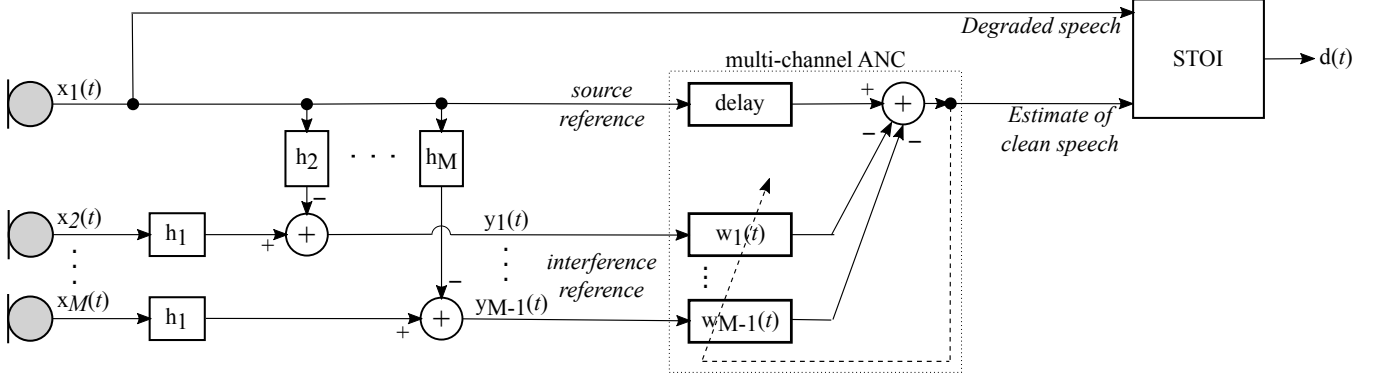 Degraded speech
STOI
d(t)
multi-channel ANC
x1(t)
source
reference
delay
+
+
−
−
Estimate of
clean speech
h2
. . .
hM
−
x2(t)
h1
+
+
y1(t)
w1(t)
interference
reference
−
xM(t)
h1
+
+
yM-1(t)
wM-1(t)